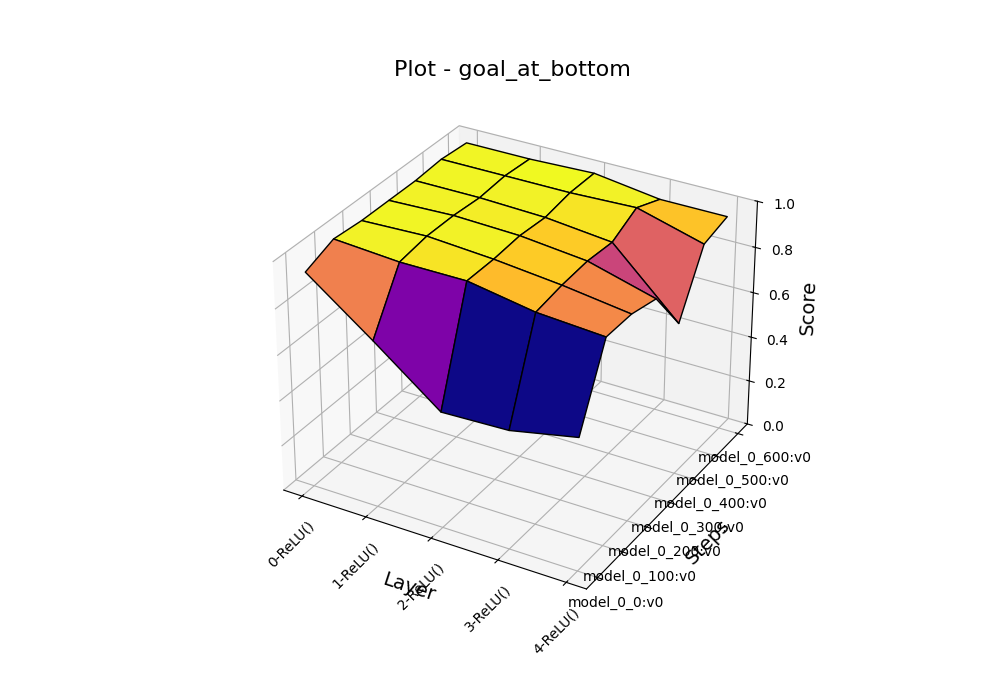 Plot - goal_at_bottom
1.0
0.8
0.6
0.4
0.2
0.0
Score
model_0_600:v0
model_0_500:v0
model_0_400:v0
model_0_300:v0
model_0_200:v0
model_0_100:v0
model_0_0:v0
Steps
0-ReLU()
1-ReLU()
2-ReLU()
3-ReLU()
4-ReLU()
Layer